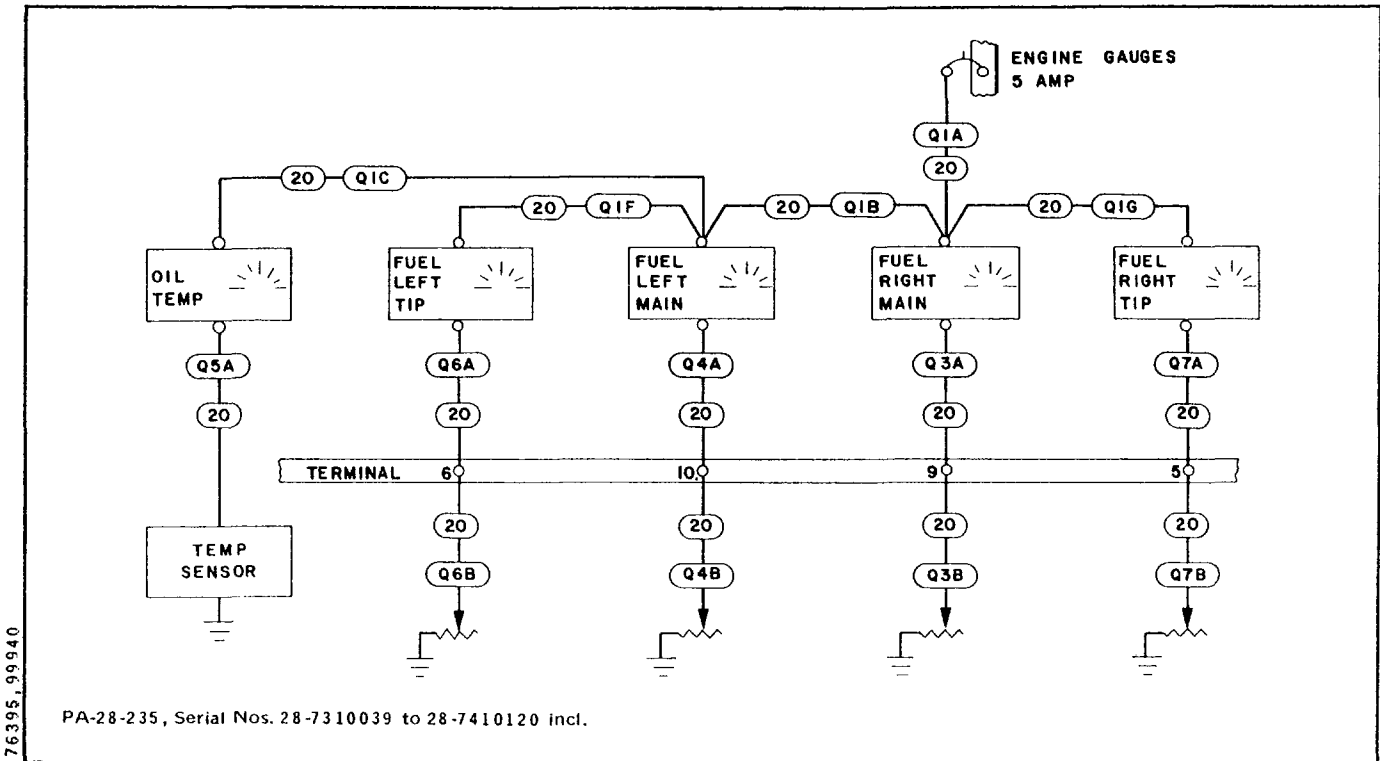 ENGINE GAUGES
5 AMP
Q1A
20
20 Q1C
20 Q1F
20 Q1B
20 Q1G
OIL
TEMP
FUEL
LEFT
TIP
FUEL
LEFT
MAIN
FUEL
RIGHT
MAIN
FUEL
RIGHT
TIP
Q5A
Q6A
Q4A
Q3A
Q7A
20
20
20
20
20
TERMINAL 6 10 9 5
20
20
20
20
TEMP
SENSOR
Q6B
Q4B
Q3B
Q7B
76395, 99940
PA-28-235, Serial Nos. 28-7310039 to 28-7410120 incl.